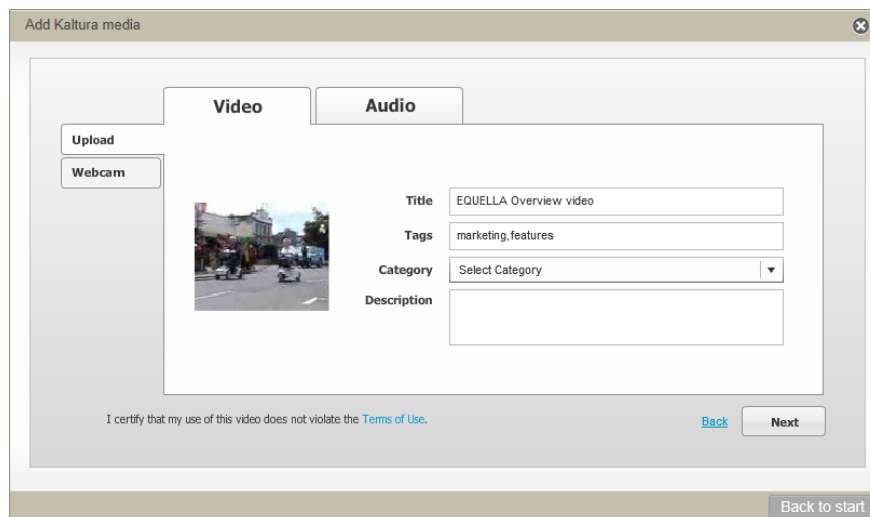 Add Kaltura media
Video
Audio
Upload
Webcam
Title
EQUELLA Overview video
Tags
marketing,features
Category
Select Category
Description
I certify that my use of this video does not violate the Terms of Use.
Back
Next
Back to start